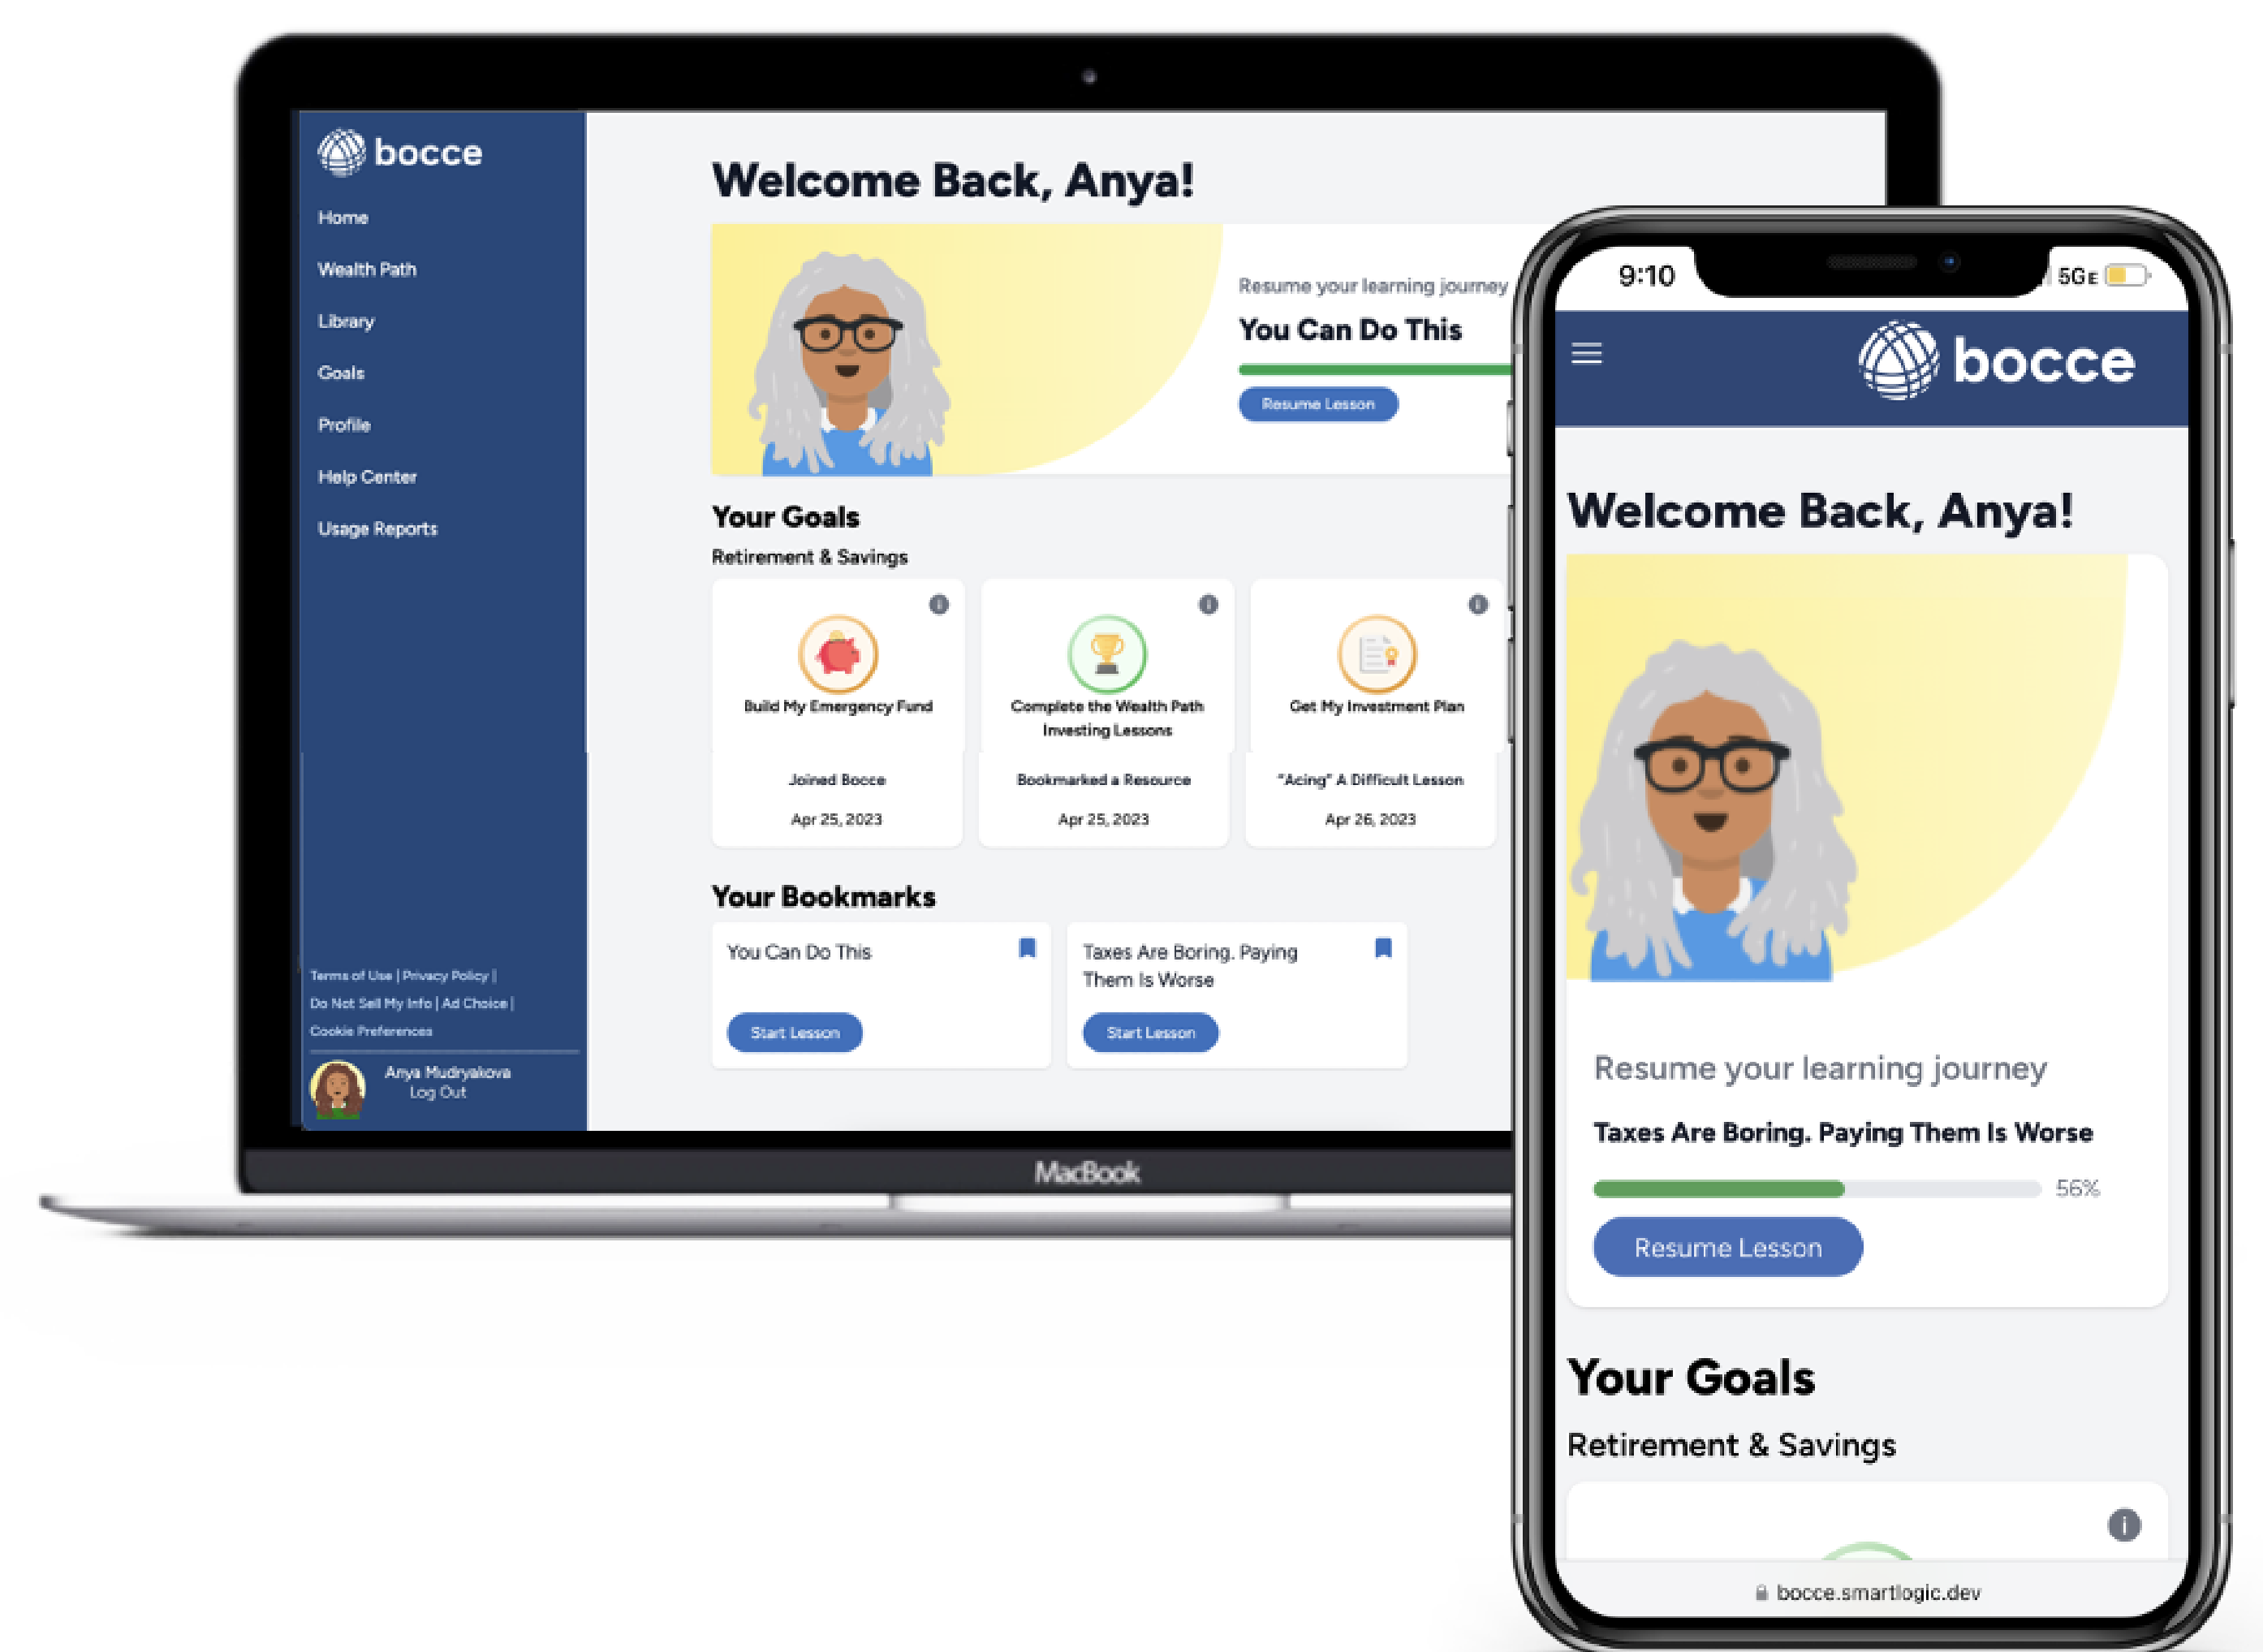 bocce
Home
Wealth Path
Library
Goals
Profile
Help Center
Usage Reports
Terms of Use | Privacy Policy |
Do Not Sell My Info | Ad Choice |
Cookie Preferences
Anya Mudryakova
Log Out
Welcome Back, Anya!
Resume your learning journey
You Can Do This
Resume Lesson
Your Goals
Retirement & Savings
Build My Emergency Fund
Complete the Wealth Path
Investing Lessons
Get My Investment Plan
Joined Bocce
Apr 25, 2023
Bookmarked a Resource
Apr 25, 2023
"Acing" A Difficult Lesson
Apr 26, 2023
Your Bookmarks
You Can Do This
Start Lesson
Taxes Are Boring. Paying
Them Is Worse
Start Lesson
MacBook
9:10
5GE
bocce
Welcome Back, Anya!
Resume your learning journey
Taxes Are Boring. Paying Them Is Worse
56%
Resume Lesson
Your Goals
Retirement & Savings
bocce.smartlogic.dev